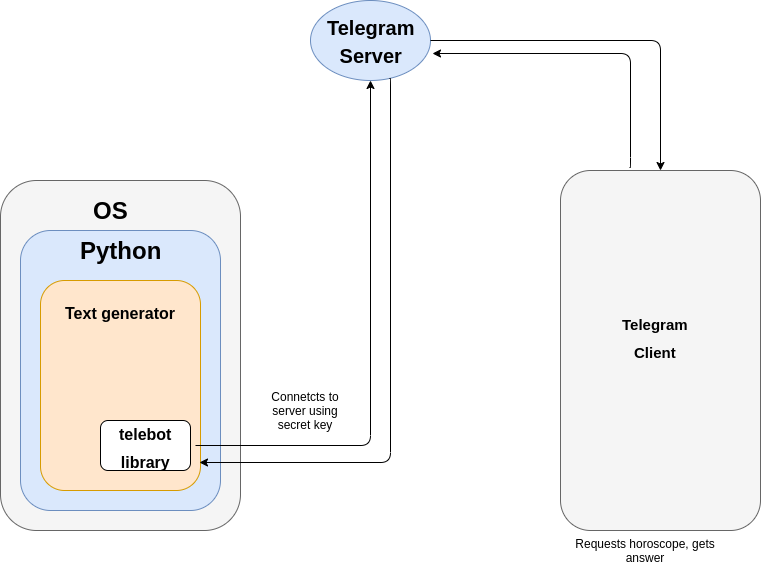 Telegram
Server
OS
Python
Text generator
telebot
library
Connetcts to
server using
secret key
Telegram
Client
Requests horoscope, gets
answer